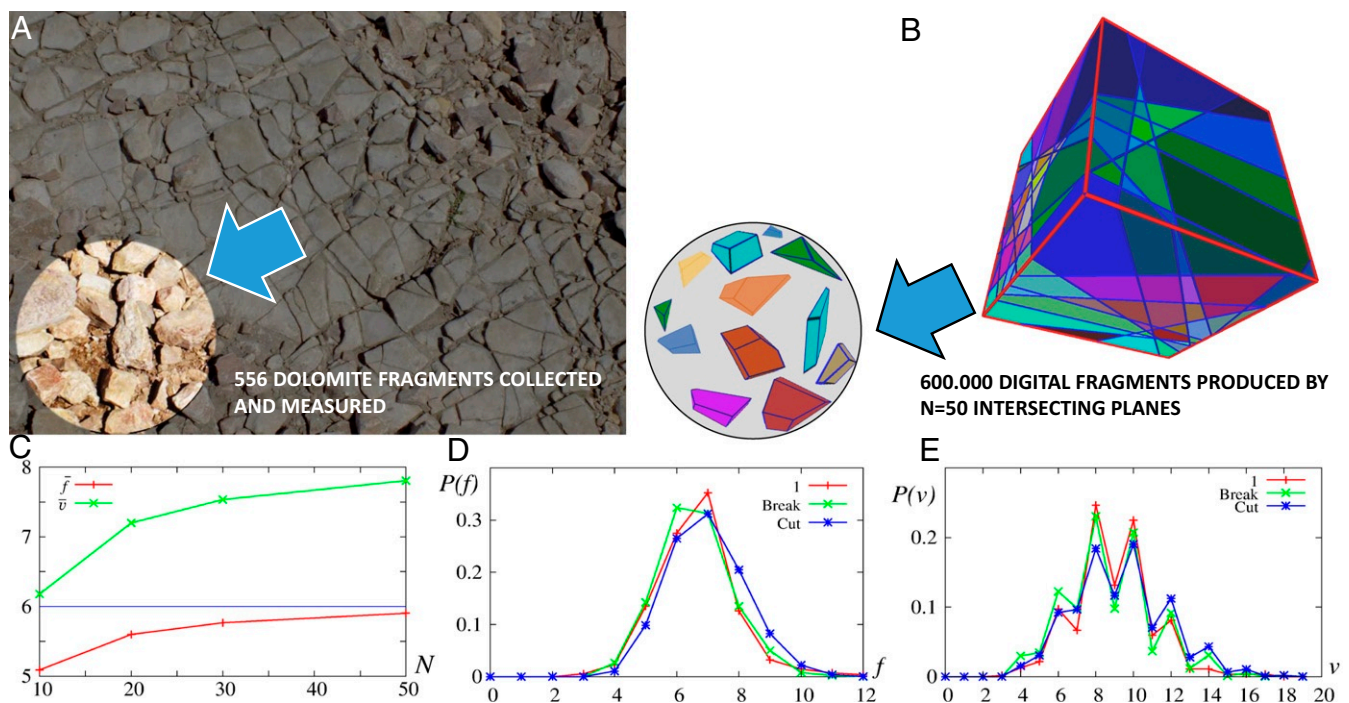 A
B
556 DOLOMITE FRAGMENTS COLLECTED
AND MEASURED
600.000 DIGITAL FRAGMENTS PRODUCED BY
N=50 INTERSECTING PLANES
C
8
7
6
5
f̄
v̄
N
10 20 30 40 50
D
P(f)
0.3
0.2
0.1
0
1
Break
Cut
0 2 4 6 8 10 12
f
E
P(v)
0.2
0.1
0
1
Break
Cut
0 2 4 6 8 10 12 14 16 18 20
v